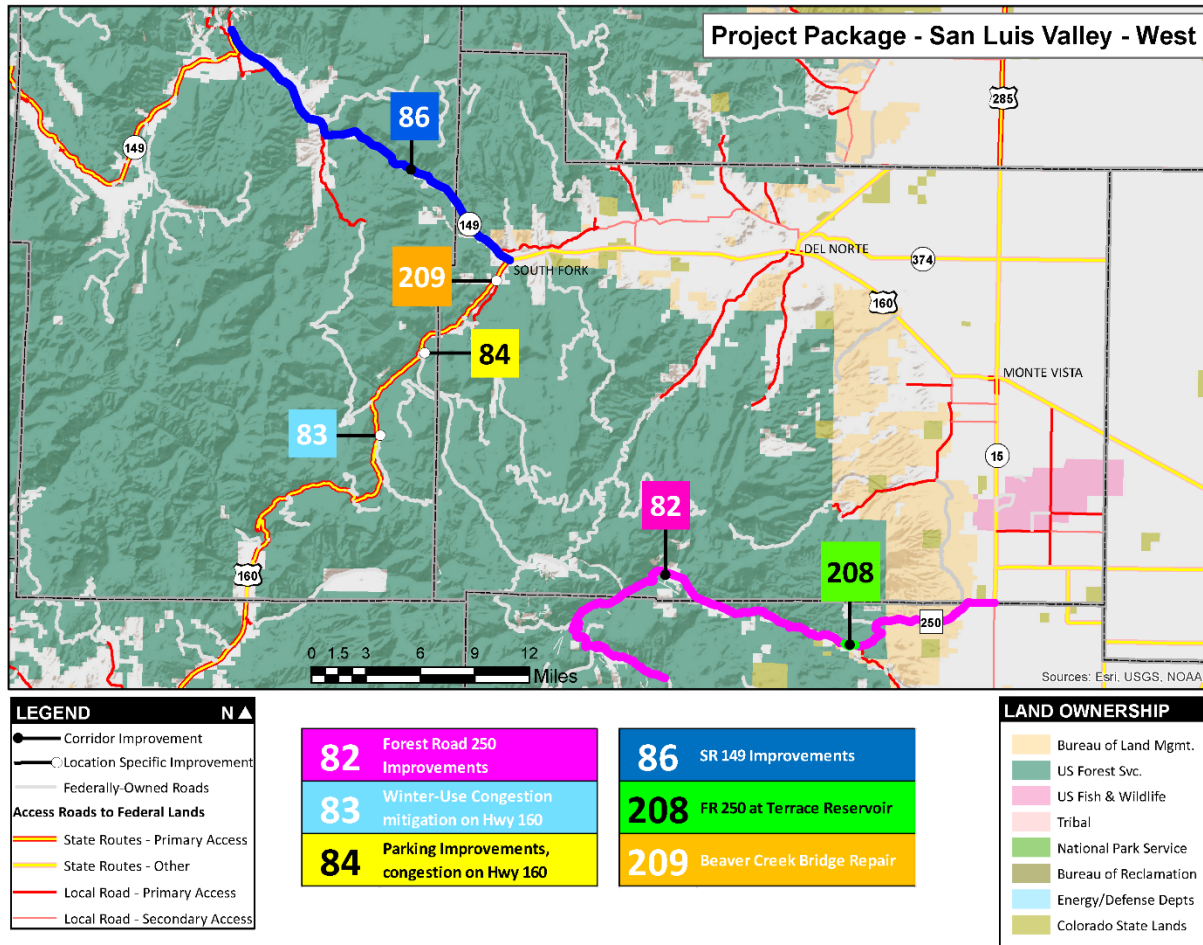 Project Package - San Luis Valley - West
285
149
86
149
209
SOUTH FORK
DEL NORTE
374
160
84
MONTE VISTA
83
15
82
208
160
250
0 1.5 3 6 9 12
Miles
Sources: Esri, USGS, NOAA
LEGEND N
Corridor Improvement
Location Specific Improvement
Federally-Owned Roads
Access Roads to Federal Lands
State Routes - Primary Access
State Routes - Other
Local Road - Primary Access
Local Road - Secondary Access
82 Forest Road 250
Improvements
83 Winter-Use Congestion
mitigation on Hwy 160
84 Parking Improvements,
congestion on Hwy 160
86 SR 149 Improvements
208 FR 250 at Terrace Reservoir
209 Beaver Creek Bridge Repair
LAND OWNERSHIP
Bureau of Land Mgmt.
US Forest Svc.
US Fish & Wildlife
Tribal
National Park Service
Bureau of Reclamation
Energy/Defense Depts
Colorado State Lands